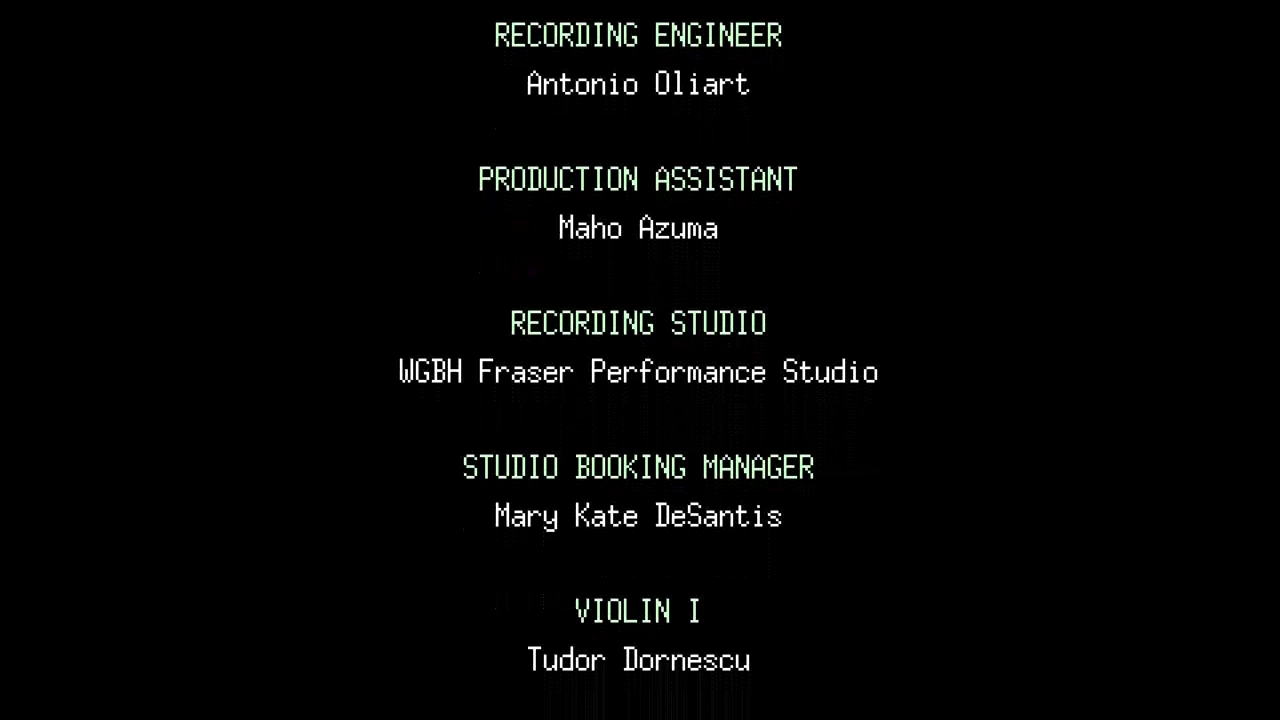 RECORDING ENGINEER
Antonio Oliart
PRODUCTION ASSISTANT
Maho Azuma
RECORDING STUDIO
WGBH Fraser Performance Studio
STUDIO BOOKING MANAGER
Mary Kate DeSantis
VIOLIN I
Tudor Dornescu